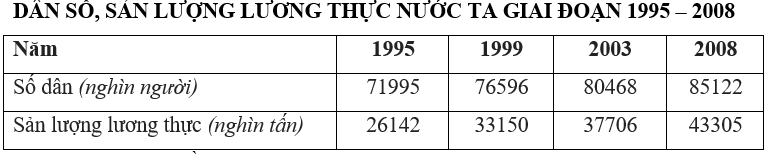 DÂN SỐ, SẢN LƯỢNG LƯƠNG THỰC NƯỚC TA GIAI ĐOẠN 1995 – 2008
Năm 1995 1999 2003 2008
Số dân (nghìn người) 71995 76596 80468 85122
Sản lượng lương thực (nghìn tấn) 26142 33150 37706 43305